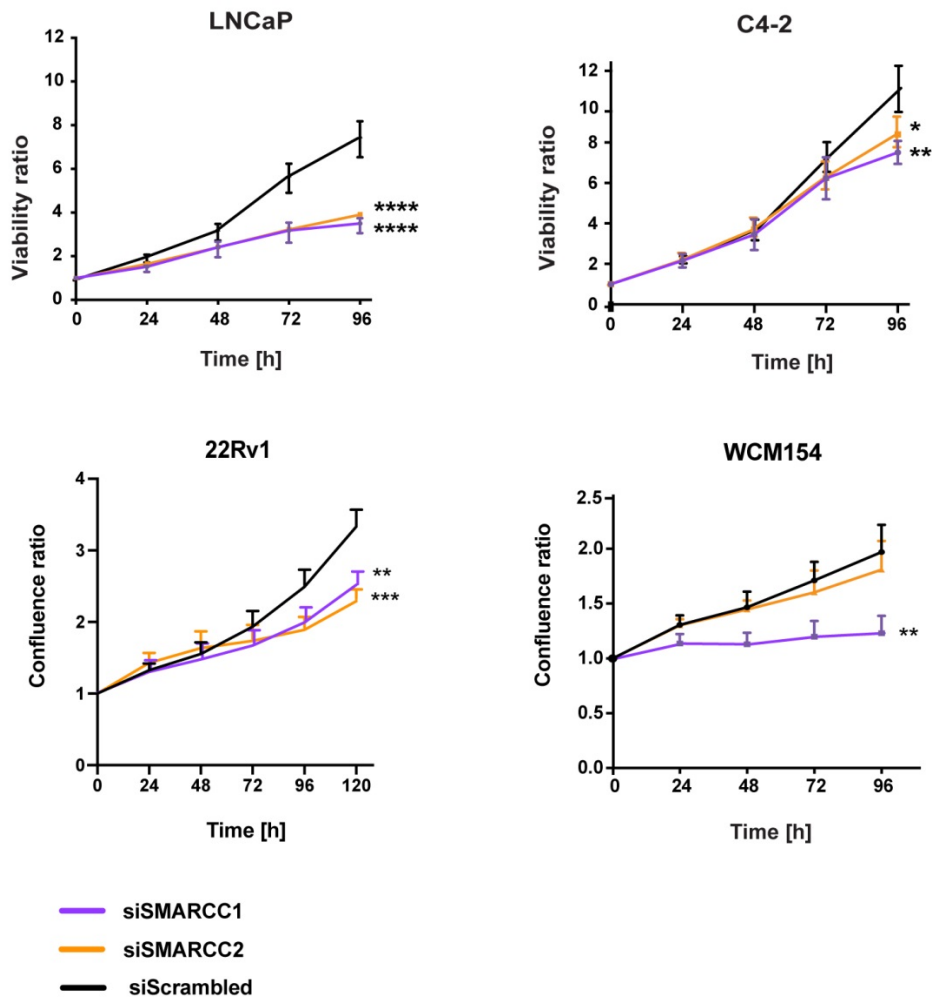 LNCaP
Viability ratio
12
10
8
6
4
2
0
0 24 48 72 96
****
****
Time [h]
C4-2
Viability ratio
12
10
8
6
4
2
0
0 24 48 72 96
*
**
Time [h]
22Rv1
Confluence ratio
4
3
2
1
0
0 24 48 72 96 120
**
***
Time [h]
WCM154
Confluence ratio
2.5
2.0
1.5
1.0
0.5
0.0
0 24 48 72 96
**
Time [h]
siSMARCC1
siSMARCC2
siScrambled